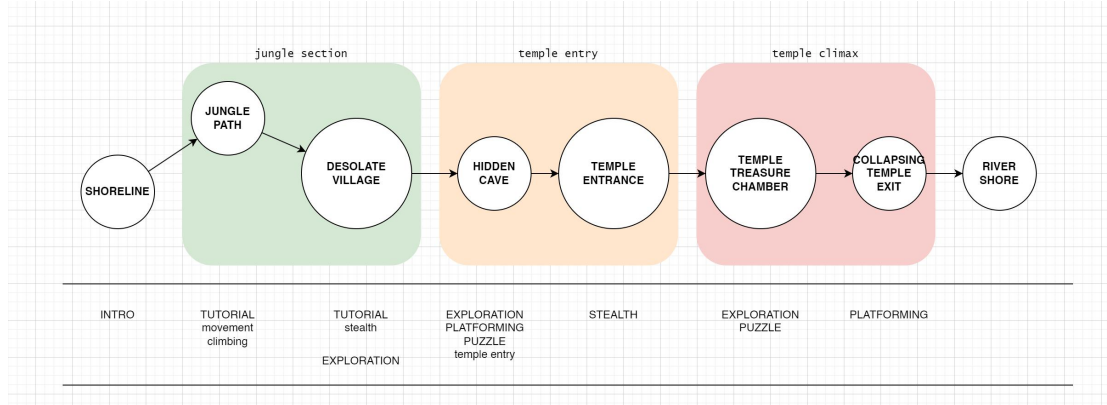 jungle section
temple entry
temple climax
SHORELINE
JUNGLE
PATH
DESOLATE
VILLAGE
HIDDEN
CAVE
TEMPLE
ENTRANCE
TEMPLE
TREASURE
CHAMBER
COLLAPSING
TEMPLE
EXIT
RIVER
SHORE
INTRO
TUTORIAL
movement
climbing
TUTORIAL
stealth
EXPLORATION
EXPLORATION
PLATFORMING
PUZZLE
temple entry
STEALTH
EXPLORATION
PUZZLE
PLATFORMING